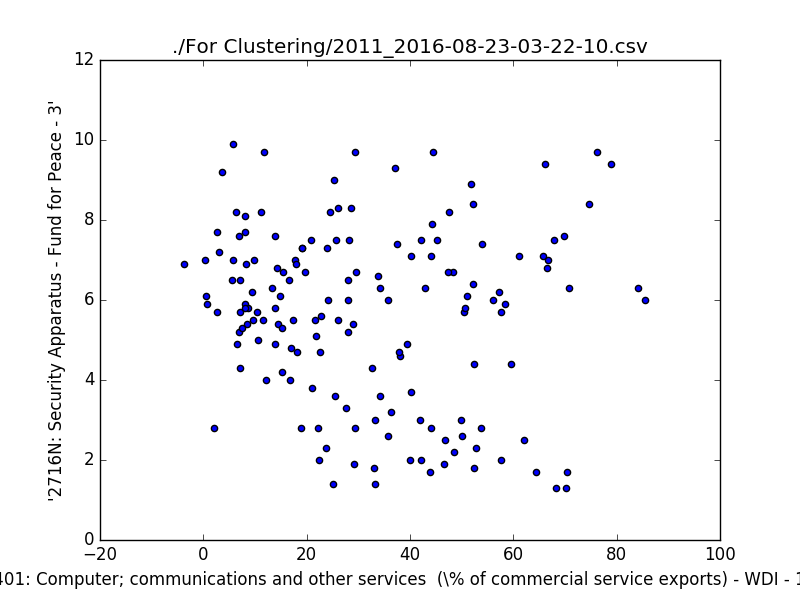 ./For Clustering/2011_2016-08-23-03-22-10.csv
12
10
8
6
4
2
0
'2716N: Security Apparatus - Fund for Peace - 3'
−20 0 20 40 60 80 100
401: Computer; communications and other services (\% of commercial service exports) - WDI - 1